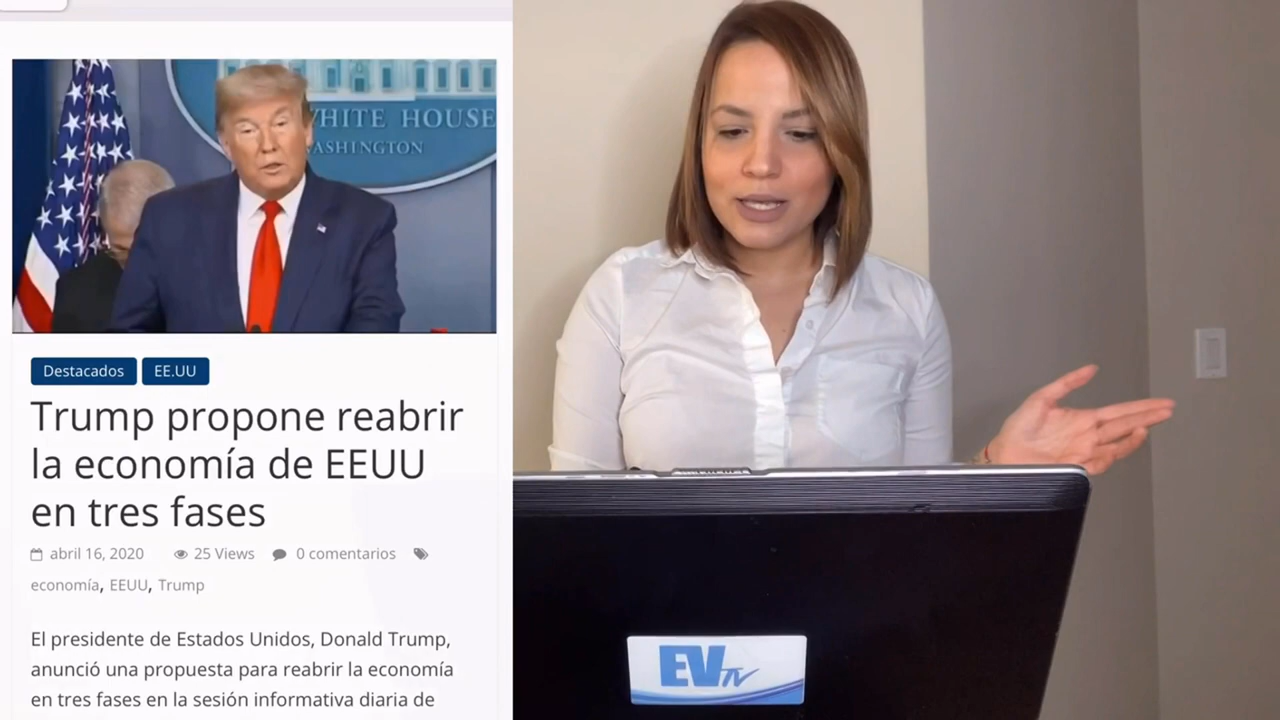 WHITE HOUSE
WASHINGTON
Destacados
EE.UU
Trump propone reabrir
la economía de EEUU
en tres fases
abril 16, 2020
25 Views
0 comentarios
economía, EEUU, Trump
El presidente de Estados Unidos, Donald Trump,
anunció una propuesta para reabrir la economía
en tres fases en la sesión informativa diaria de
EVTV